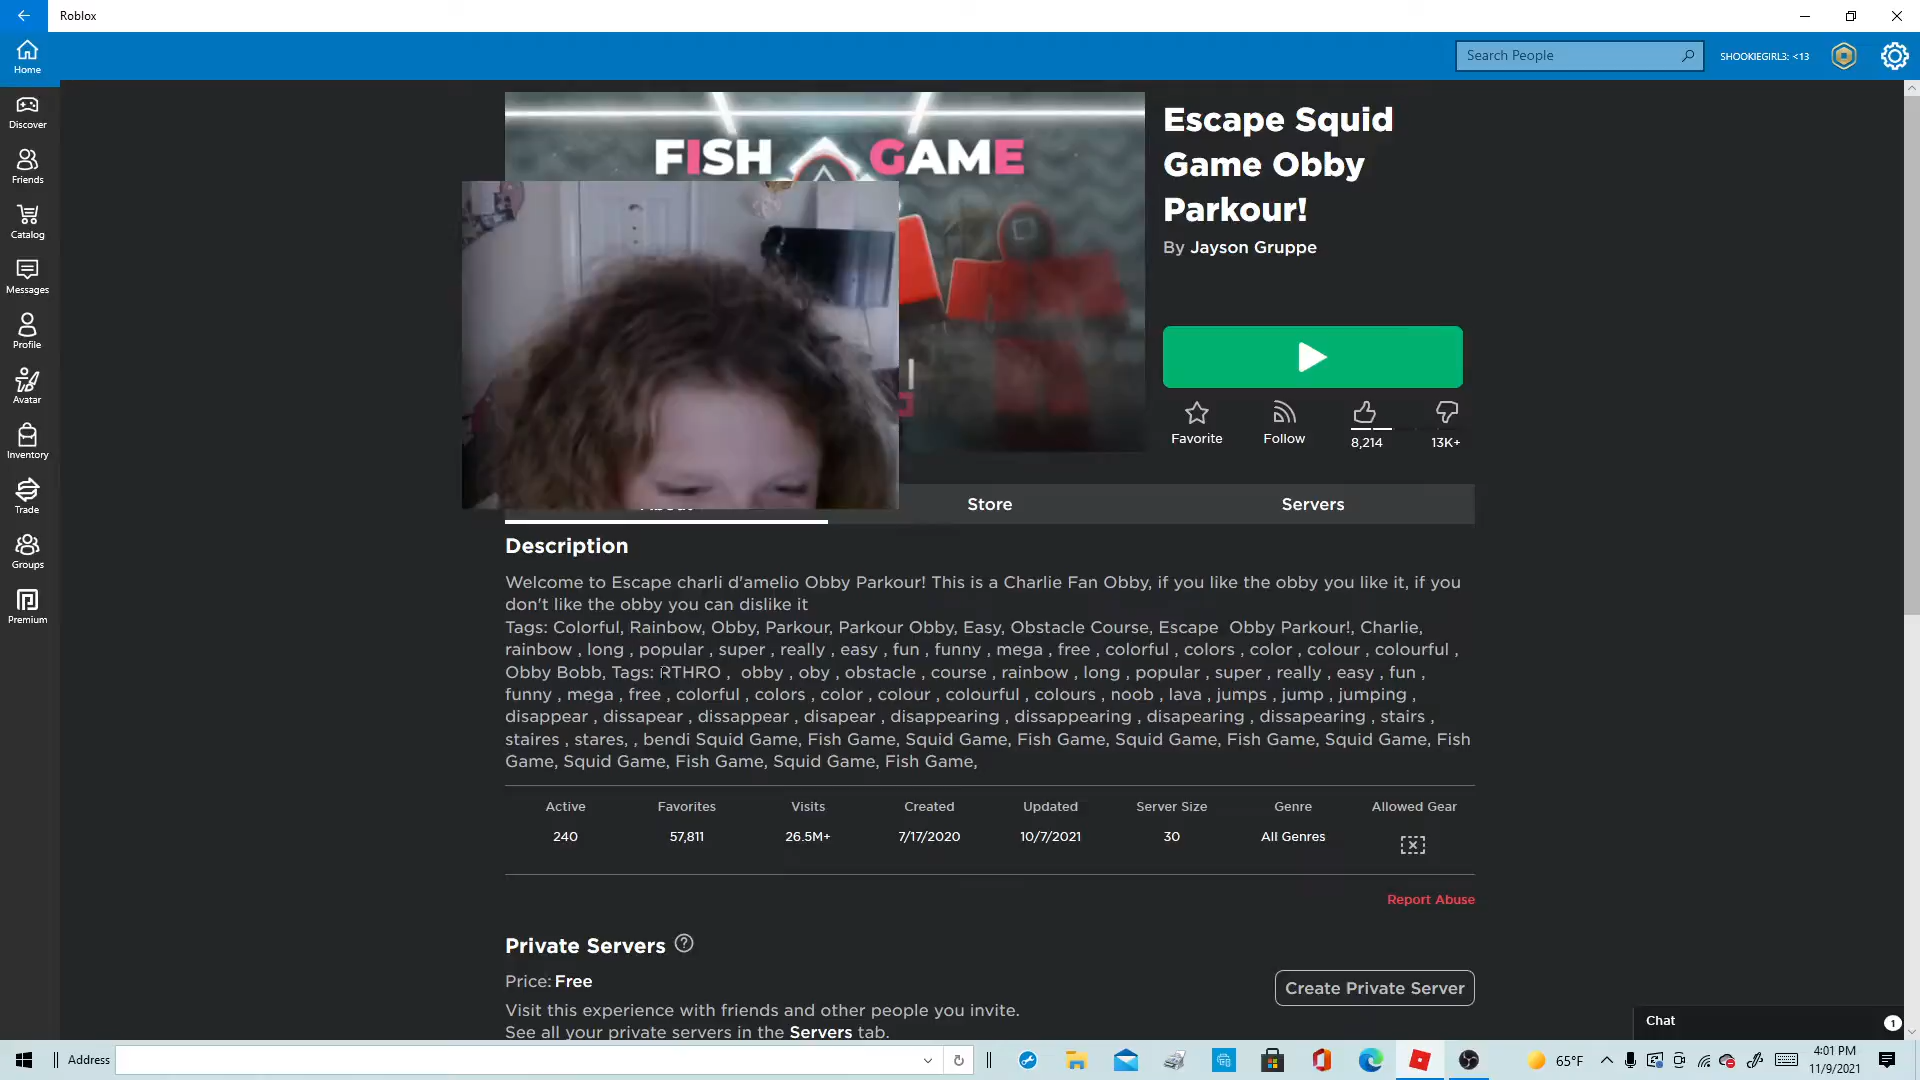 Roblox
Home
Search People
SHOOKIEGIRL3: <13
Discover
Friends
Catalog
Messages
Profile
Avatar
Inventory
Trade
Groups
Premium
FISH GAME
Escape Squid
Game Obby
Parkour!
By Jayson Gruppe
Favorite
Follow
8,214
13K+
About
Store
Servers
Description
Welcome to Escape charli d'amelio Obby Parkour! This is a Charlie Fan Obby, if you like the obby you like it, if you
don't like the obby you can dislike it
Tags: Colorful, Rainbow, Obby, Parkour, Parkour Obby, Easy, Obstacle Course, Escape  Obby Parkour!, Charlie,
rainbow , long , popular , super , really , easy , fun , funny , mega , free , colorful , colors , color , colour , colourful ,
Obby Bobb, Tags: RTHRO ,  obby , oby , obstacle , course , rainbow , long , popular , super , really , easy , fun ,
funny , mega , free , colorful , colors , color , colour , colourful , colours , noob , lava , jumps , jump , jumping ,
disappear , dissapear , dissappear , disapear , disappearing , dissappearing , disapearing , dissapearing , stairs ,
staires , stares, , bendi Squid Game, Fish Game, Squid Game, Fish Game, Squid Game, Fish Game, Squid Game, Fish
Game, Squid Game, Fish Game, Squid Game, Fish Game,
Active
Favorites
Visits
Created
Updated
Server Size
Genre
Allowed Gear
240
57,811
26.5M+
7/17/2020
10/7/2021
30
All Genres
Report Abuse
Private Servers
Price: Free
Create Private Server
Visit this experience with friends and other people you invite.
See all your private servers in the Servers tab.
Chat
1
Address
65°F
4:01 PM
11/9/2021